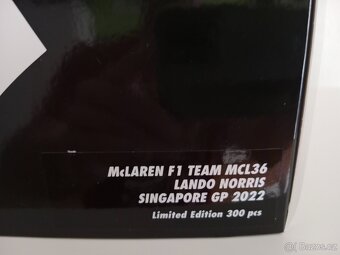 McLAREN F1 TEAM MCL36
LANDO NORRIS
SINGAPORE GP 2022
Limited Edition 300 pcs